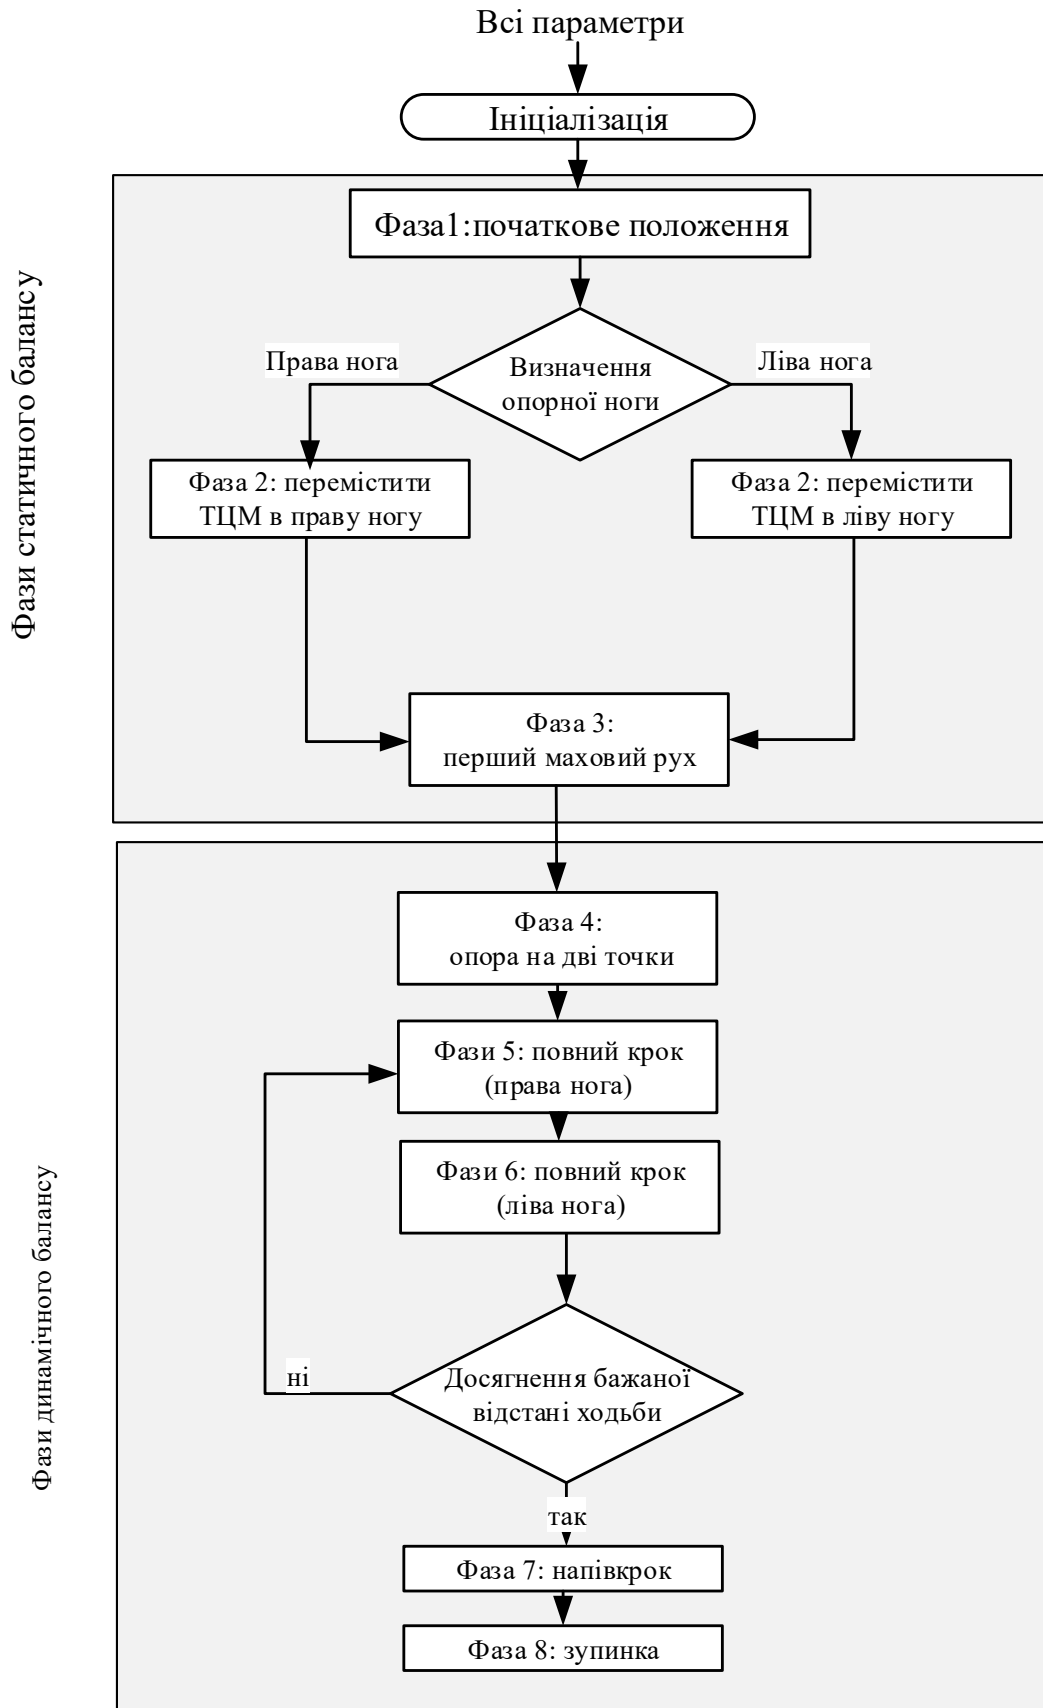 Всі параметри
Ініціалізація
Фази статичного балансу
Фаза1:початкове положення
Визначення
опорної ноги
Права нога
Ліва нога
Фаза 2: перемістити
ТЦМ в праву ногу
Фаза 2: перемістити
ТЦМ в ліву ногу
Фаза 3:
перший маховий рух
Фази динамічного балансу
Фаза 4:
опора на дві точки
Фази 5: повний крок
(права нога)
Фази 6: повний крок
(ліва нога)
Досягнення бажаної
відстані ходьби
ні
так
Фаза 7: напівкрок
Фаза 8: зупинка